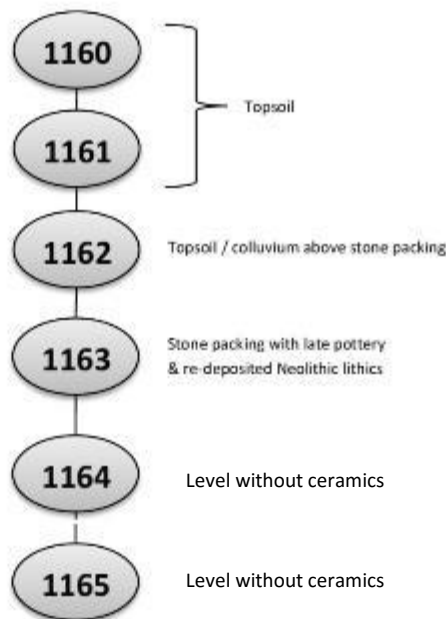 1160
Topsoil
1161
1162
Topsoil / colluvium above stone packing
1163
Stone packing with late pottery
& re-deposited Neolithic lithics
1164
Level without ceramics
1165
Level without ceramics